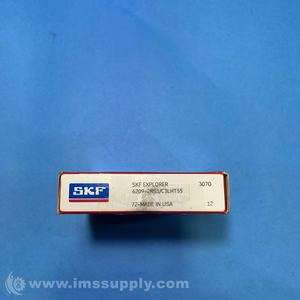 SKF
SKF EXPLORER 3070
6209-2RS1/C3LHT55
72-MADE IN USA 12
© www.imssupply.com